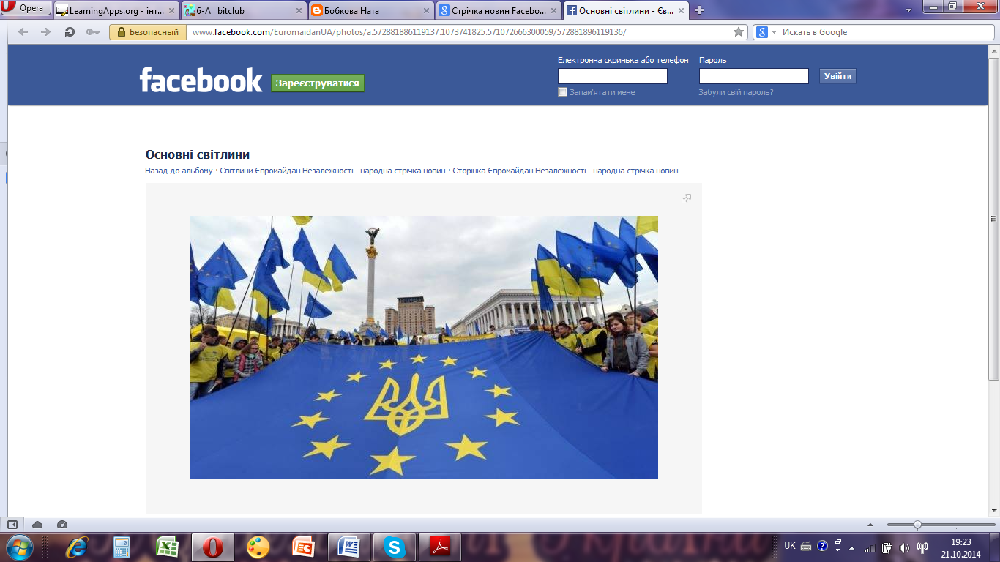 Opera
LearningApps.org - інт...
6-А | bitclub
Бобкова Ната
Стрічка новин Facebo...
Основні світлини - Єв...
Безопасный
www.facebook.com/EuromaidanUA/photos/a.572881886119137.1073741825.571072666300059/572881896119136/
Искать в Google
facebook
Зареєструватися
Електронна скринька або телефон
Пароль
Увійти
Запам'ятати мене
Забули свій пароль?
Основні світлини
Назад до альбому · Світлини Євромайдан Незалежності - народна стрічка новин · Сторінка Євромайдан Незалежності - народна стрічка новин
UK
19:23
21.10.2014